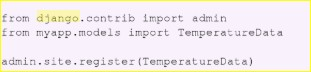 from django.contrib import admin
from myapp.models import TemperatureData
admin.site.register(TemperatureData)